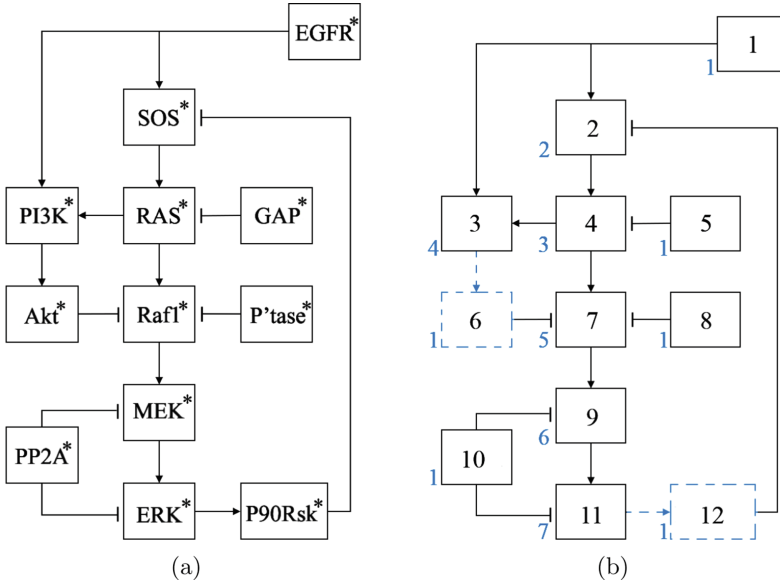 EGFR*
SOS*
PI3K*
RAS*
GAP*
Akt*
Raf1*
P'tase*
MEK*
PP2A*
ERK*
P90Rsk*
(a)
1
1
2
2
3
4
4
3
5
1
6
1
7
5
8
1
9
6
10
1
11
7
12
1
(b)